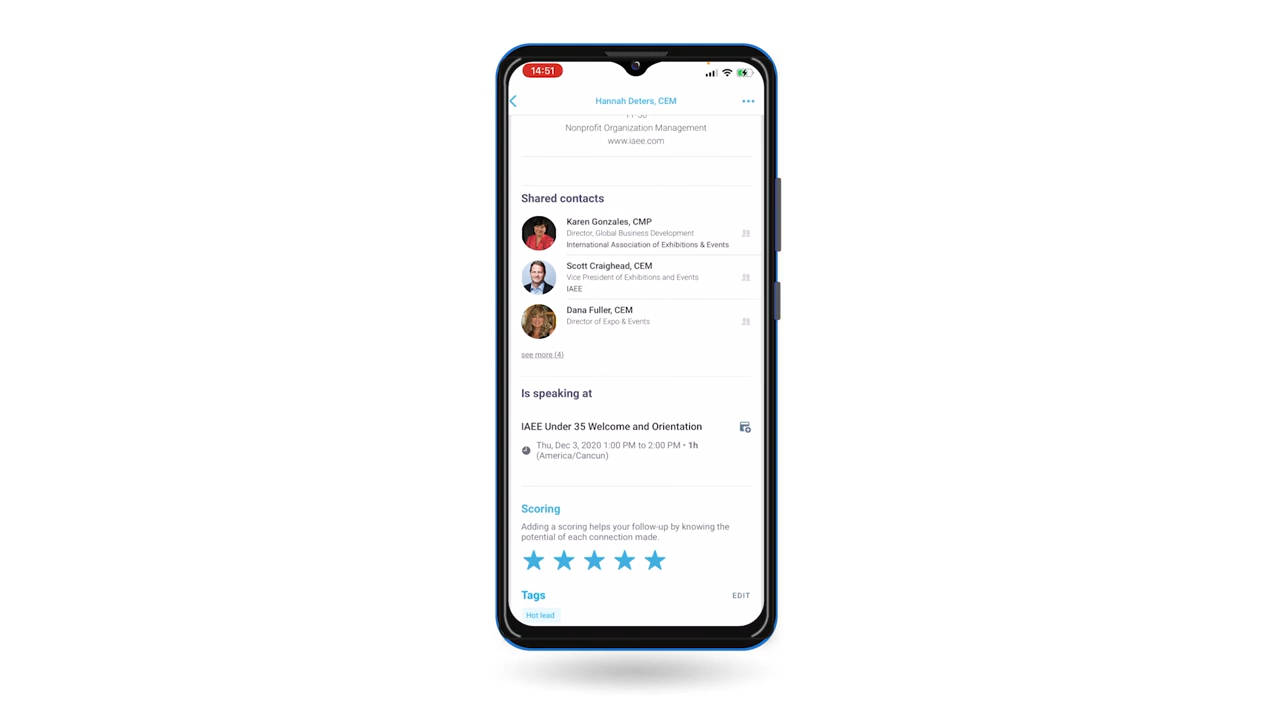 14:51
Hannah Deters, CEM
Nonprofit Organization Management
www.iaee.com
Shared contacts
Karen Gonzales, CMP
Director, Global Business Development
International Association of Exhibitions & Events
Scott Craighead, CEM
Vice President of Exhibitions and Events
IAEE
Dana Fuller, CEM
Director of Expo & Events
see more (4)
Is speaking at
IAEE Under 35 Welcome and Orientation
Thu, Dec 3, 2020 1:00 PM to 2:00 PM • 1h
(America/Cancun)
Scoring
Adding a scoring helps your follow-up by knowing the
potential of each connection made.
Tags
EDIT
Hot lead